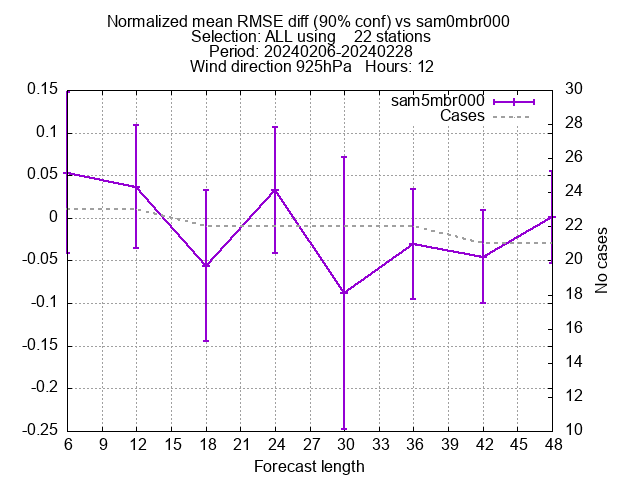 Normalized mean RMSE diff (90% conf) vs sam0mbr000
Selection: ALL using    22 stations
Period: 20240206-20240228
Wind direction 925hPa   Hours: 12
sam5mbr000
Cases
0.15
0.1
0.05
0
-0.05
-0.1
-0.15
-0.2
-0.25
30
28
26
24
22
20
18
16
14
12
10
No cases
6 12 15 18 21 24 27 30 33 36 39 42 45 48
Forecast length